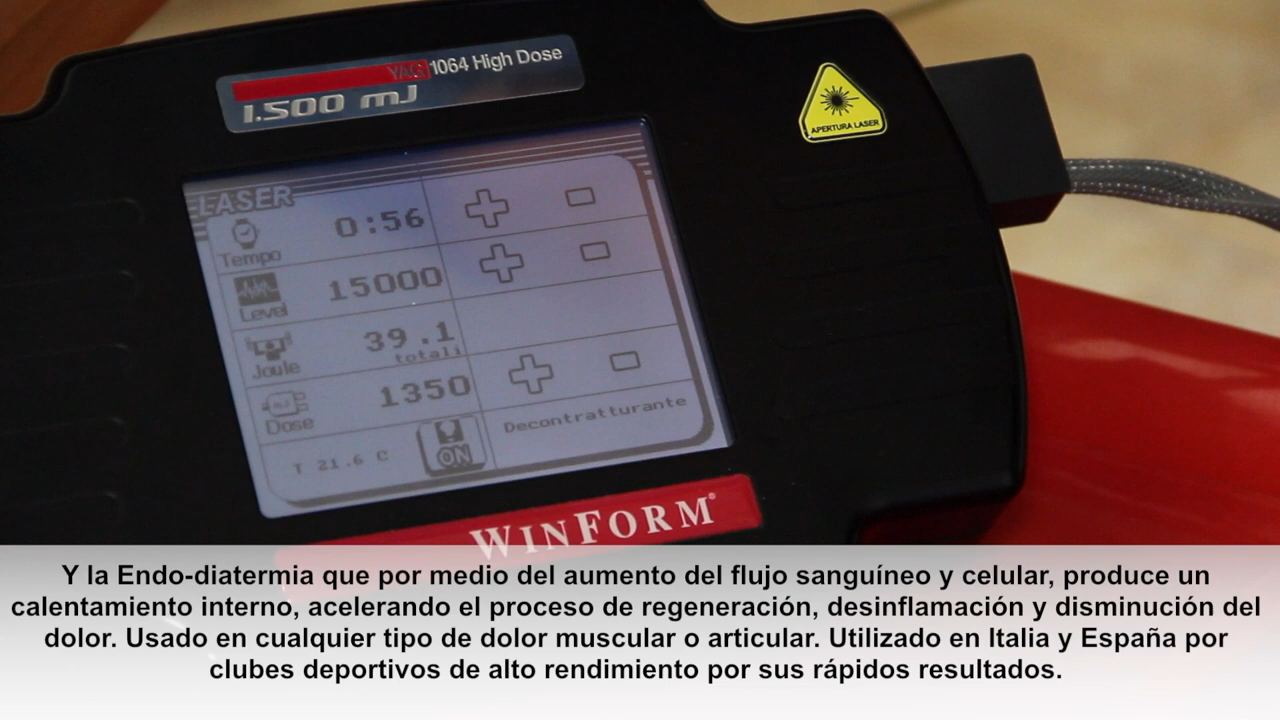 YAG 1064 High Dose
1.500 mJ
APERTURA LASER
LASER
Tempo 0:56
Level 15000
Joule 39.1
totali
Dose 1350
T 21.6 C ON Decontratturante
WINFORM®
Y la Endo-diatermia que por medio del aumento del flujo sanguíneo y celular, produce un
calentamiento interno, acelerando el proceso de regeneración, desinflamación y disminución del
dolor. Usado en cualquier tipo de dolor muscular o articular. Utilizado en Italia y España por
clubes deportivos de alto rendimiento por sus rápidos resultados.